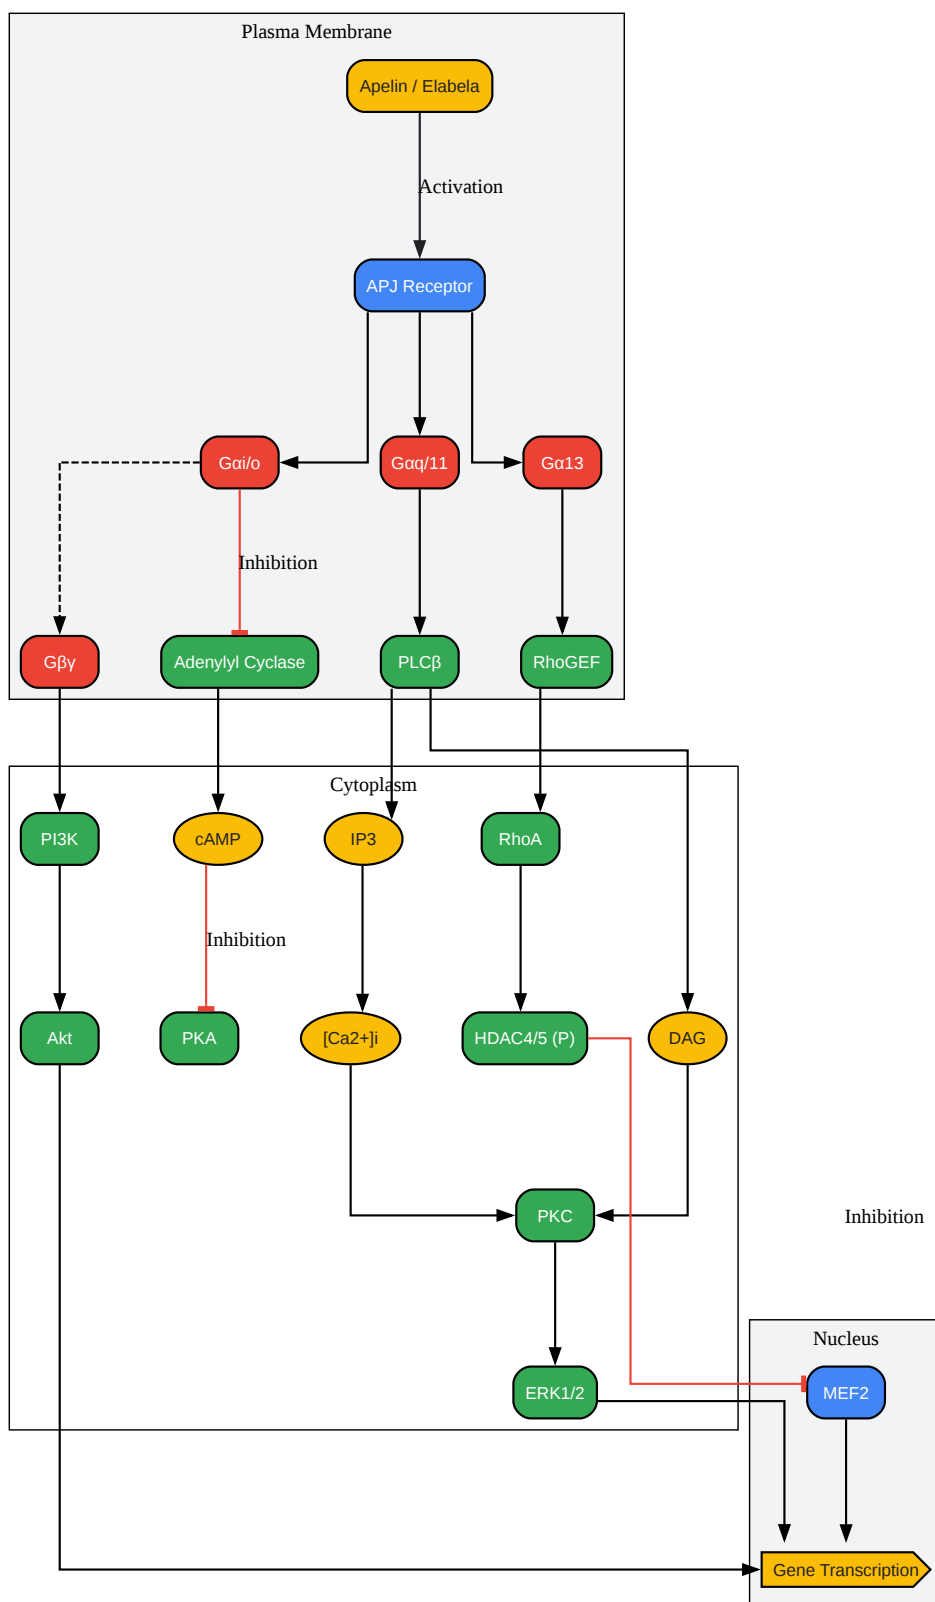 Plasma Membrane
Apelin / Elabela
Activation
APJ Receptor
Gαi/o
Gαq/11
Gα13
Inhibition
Gβγ
Adenylyl Cyclase
PLCβ
RhoGEF
Cytoplasm
PI3K
cAMP
IP3
RhoA
Inhibition
Akt
PKA
[Ca2+]i
HDAC4/5 (P)
DAG
PKC
Inhibition
Nucleus
ERK1/2
MEF2
Gene Transcription